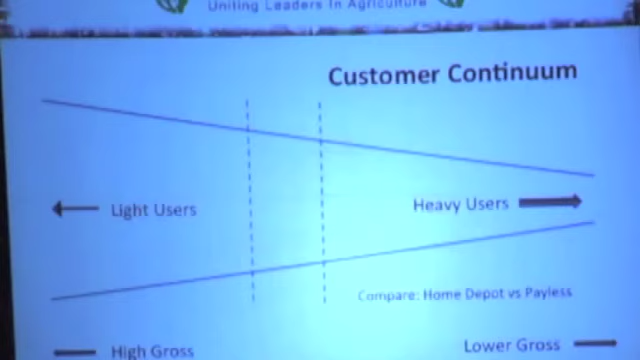 Uniting Leaders in Agriculture
Customer Continuum
Light Users
Heavy Users
Compare: Home Depot vs Payless
High Gross
Lower Gross